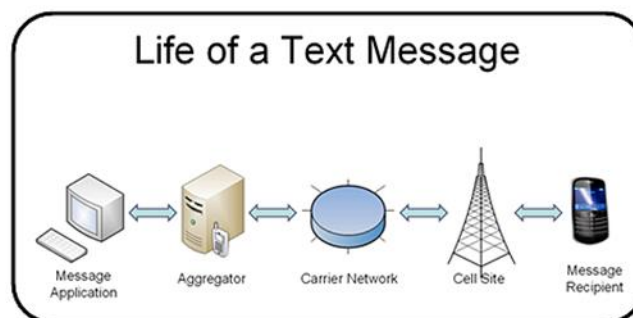 Life of a Text Message
Message
Application
Aggregator
Carrier Network
Cell Site
Message
Recipient